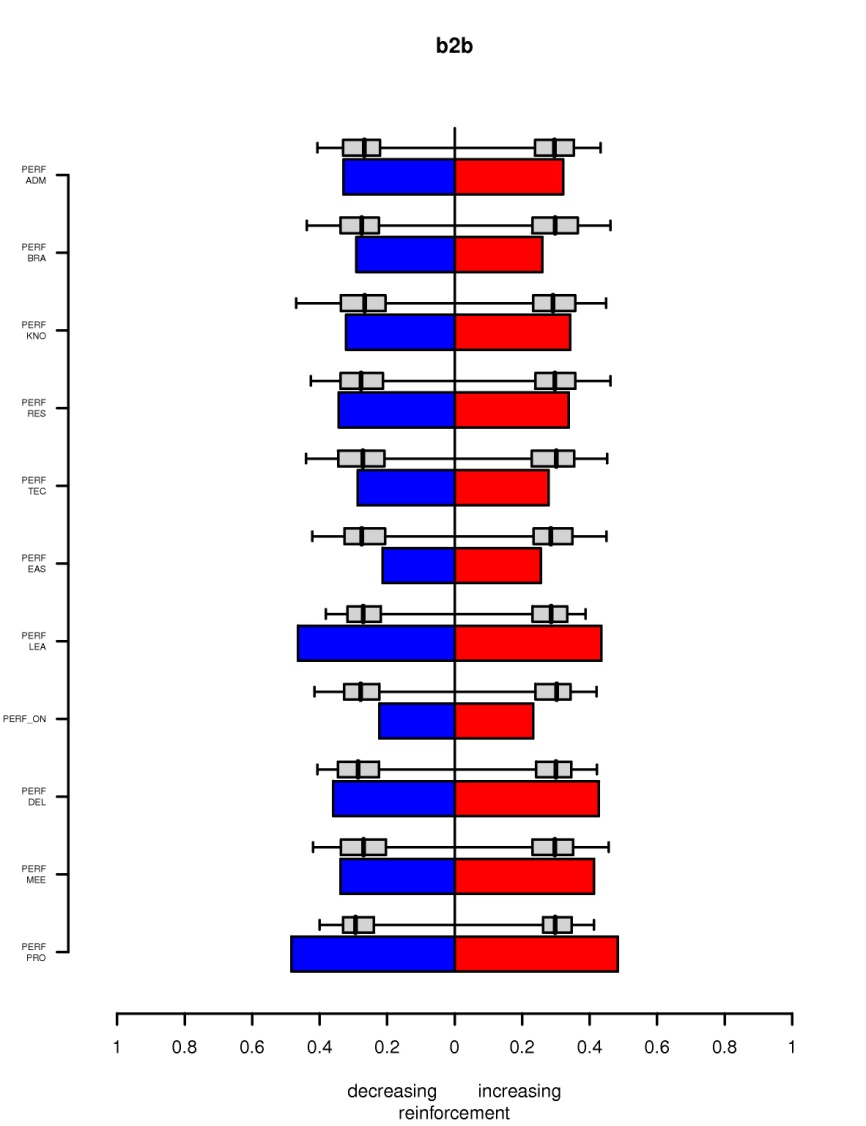 b2b
PERF
ADM
PERF
BRA
PERF
KNO
PERF
RES
PERF
TEC
PERF
EAS
PERF
LEA
PERF_ON
PERF
DEL
PERF
MEE
PERF
PRO
1 0.8 0.6 0.4 0.2 0 0.2 0.4 0.6 0.8 1
decreasing increasing
reinforcement